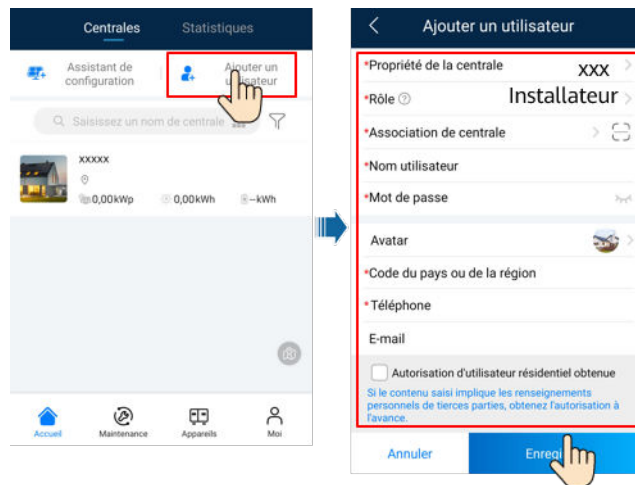 Centrales
Statistiques
Assistant de
configuration
Ajouter un
utilisateur
Saisissez un nom de centrale
xxxxx
0,00kWp
0,00kWh
--kWh
Accueil
Maintenance
Appareils
Moi
Ajouter un utilisateur
*Propriété de la centrale xxx
*Rôle Installateur
*Association de centrale
*Nom utilisateur
*Mot de passe
Avatar
*Code du pays ou de la région
*Téléphone
E-mail
Autorisation d'utilisateur résidentiel obtenue
Si le contenu saisi implique les renseignements
personnels de tierces parties, obtenez l'autorisation à
l'avance.
Annuler